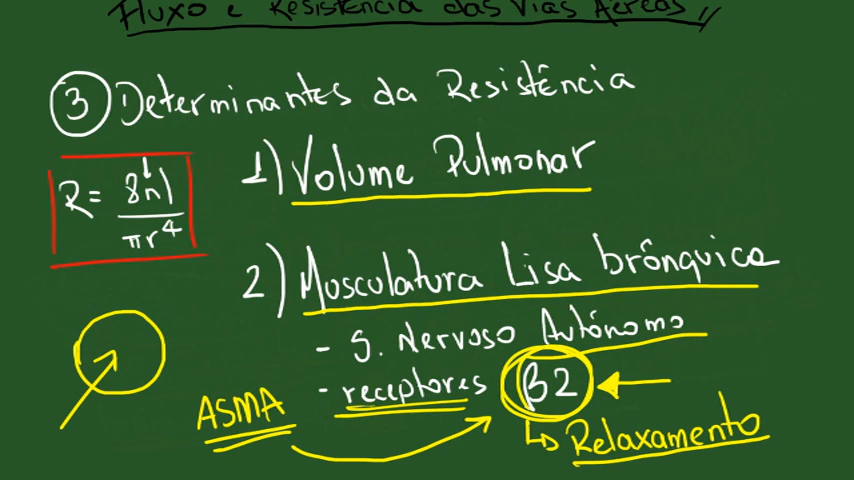 Fluxo e Resistência das Vias Aéreas
3 Determinantes da Resistência
1) Volume Pulmonar
R= 8ηl
πr⁴
2) Musculatura Lisa brônquica
- S. Nervoso Autônomo
- receptores β2
ASMA
↳ Relaxamento